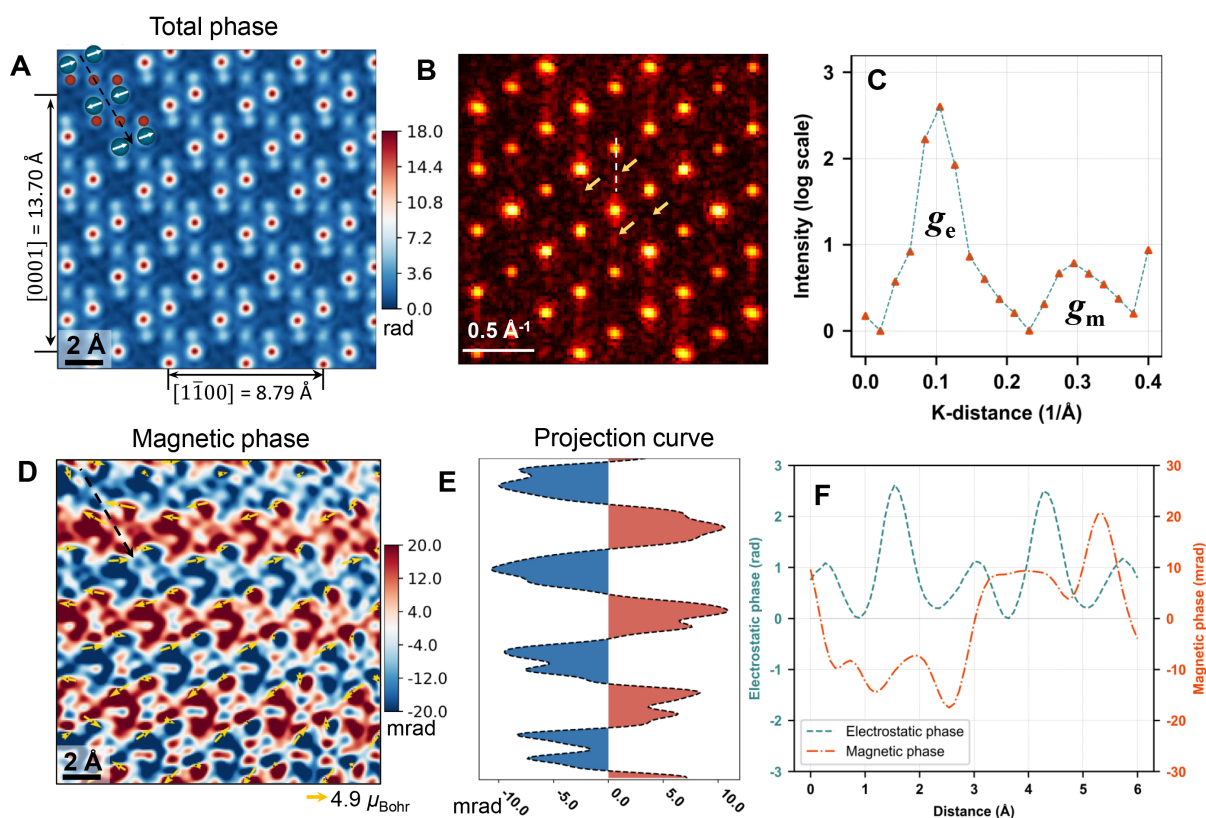 Total phase
A
[0001] = 13.70 Å
2 Å
[11̄00] = 8.79 Å
18.0
14.4
10.8
7.2
3.6
0.0
rad
B
0.5 Å⁻¹
C
Intensity (log scale)
3
2
1
0
gₑ
gₘ
0.0
0.1
0.2
0.3
0.4
K-distance (1/Å)
Magnetic phase
D
2 Å
20.0
12.0
4.0
-4.0
-12.0
-20.0
mrad
4.9 μBohr
Projection curve
E
mrad
-10.0
-5.0
0.0
5.0
10.0
F
Electrostatic phase (rad)
3
2
1
0
-1
-2
-3
Magnetic phase (mrad)
30
20
10
0
-10
-20
-30
Electrostatic phase
Magnetic phase
0
1
2
3
4
5
6
Distance (Å)